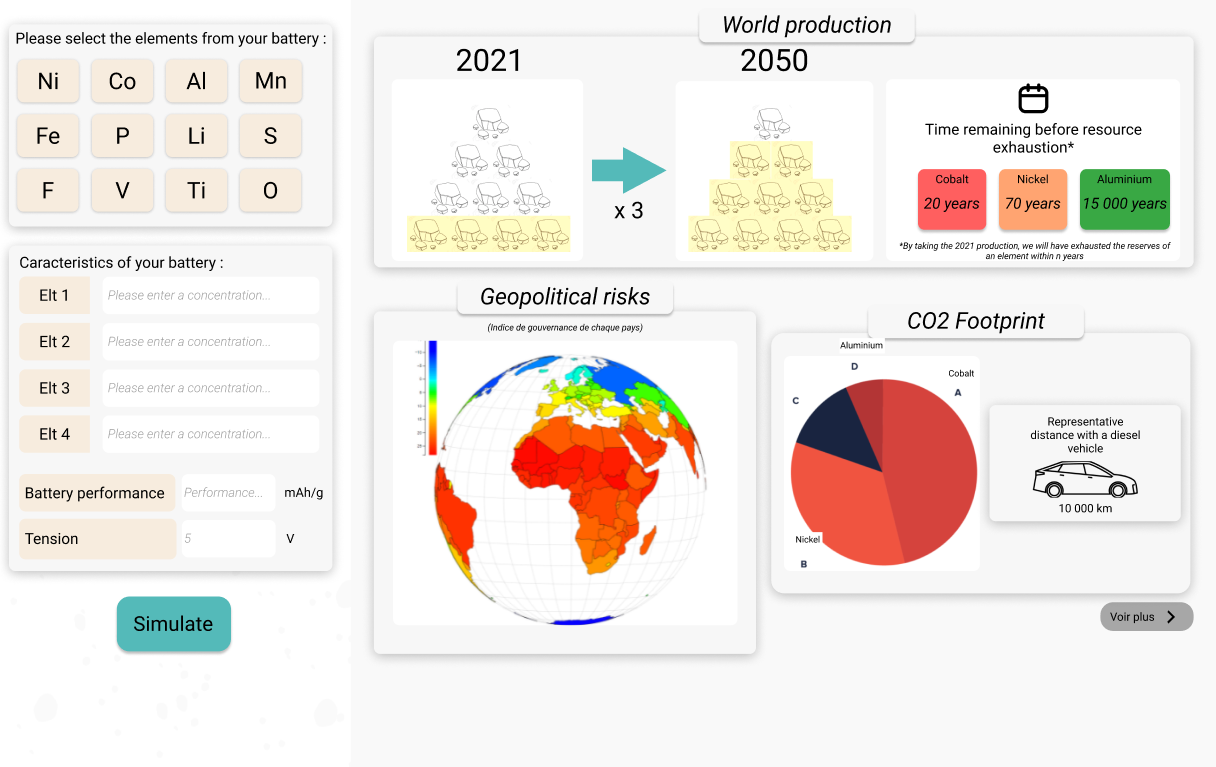 Please select the elements from your battery :
Ni
Co
Al
Mn
Fe
P
Li
S
F
V
Ti
O
Caracteristics of your battery :
Elt 1
Please enter a concentration...
Elt 2
Please enter a concentration...
Elt 3
Please enter a concentration...
Elt 4
Please enter a concentration...
Battery performance
Performance...
mAh/g
Tension
5
V
Simulate
World production
2021
x 3
2050
Time remaining before resource
exhaustion*
Cobalt
20 years
Nickel
70 years
Aluminium
15 000 years
*By taking the 2021 production, we will have exhausted the reserves of
an element within n years
Geopolitical risks
(Indice de gouvernance de chaque pays)
CO2 Footprint
Aluminium
D
Cobalt
A
C
Nickel
B
Representative
distance with a diesel
vehicle
10 000 km
Voir plus